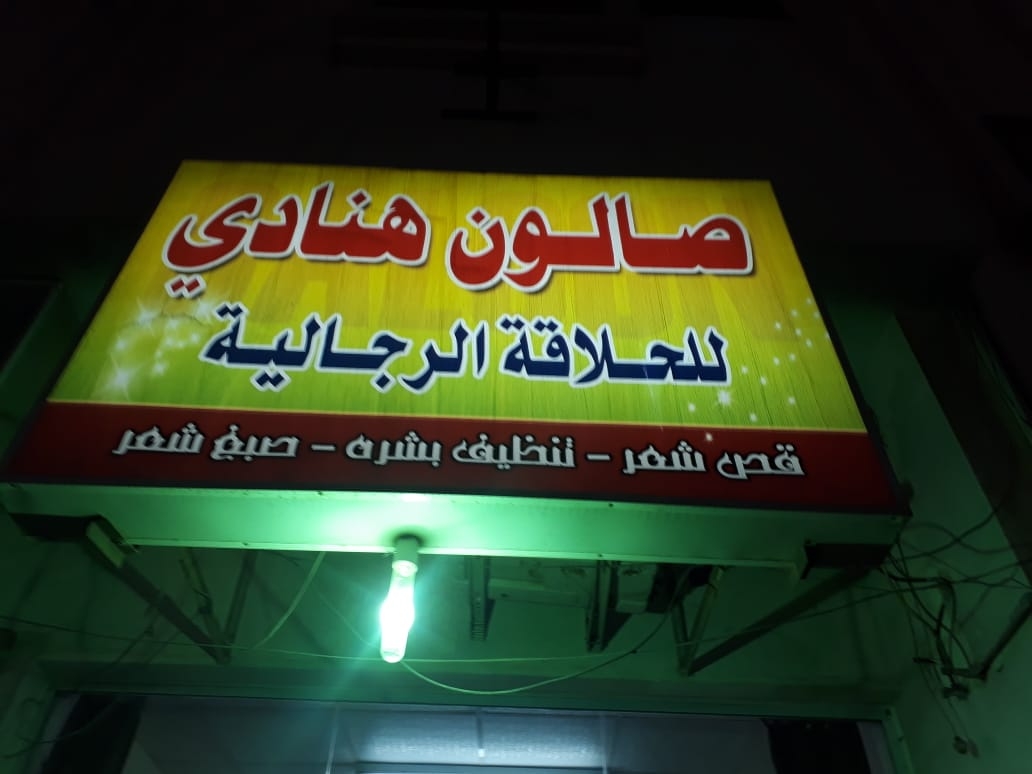 صالون هنادي
للحلاقة الرجالية
قص شعر - تنظيف بشره - صبغ شعر